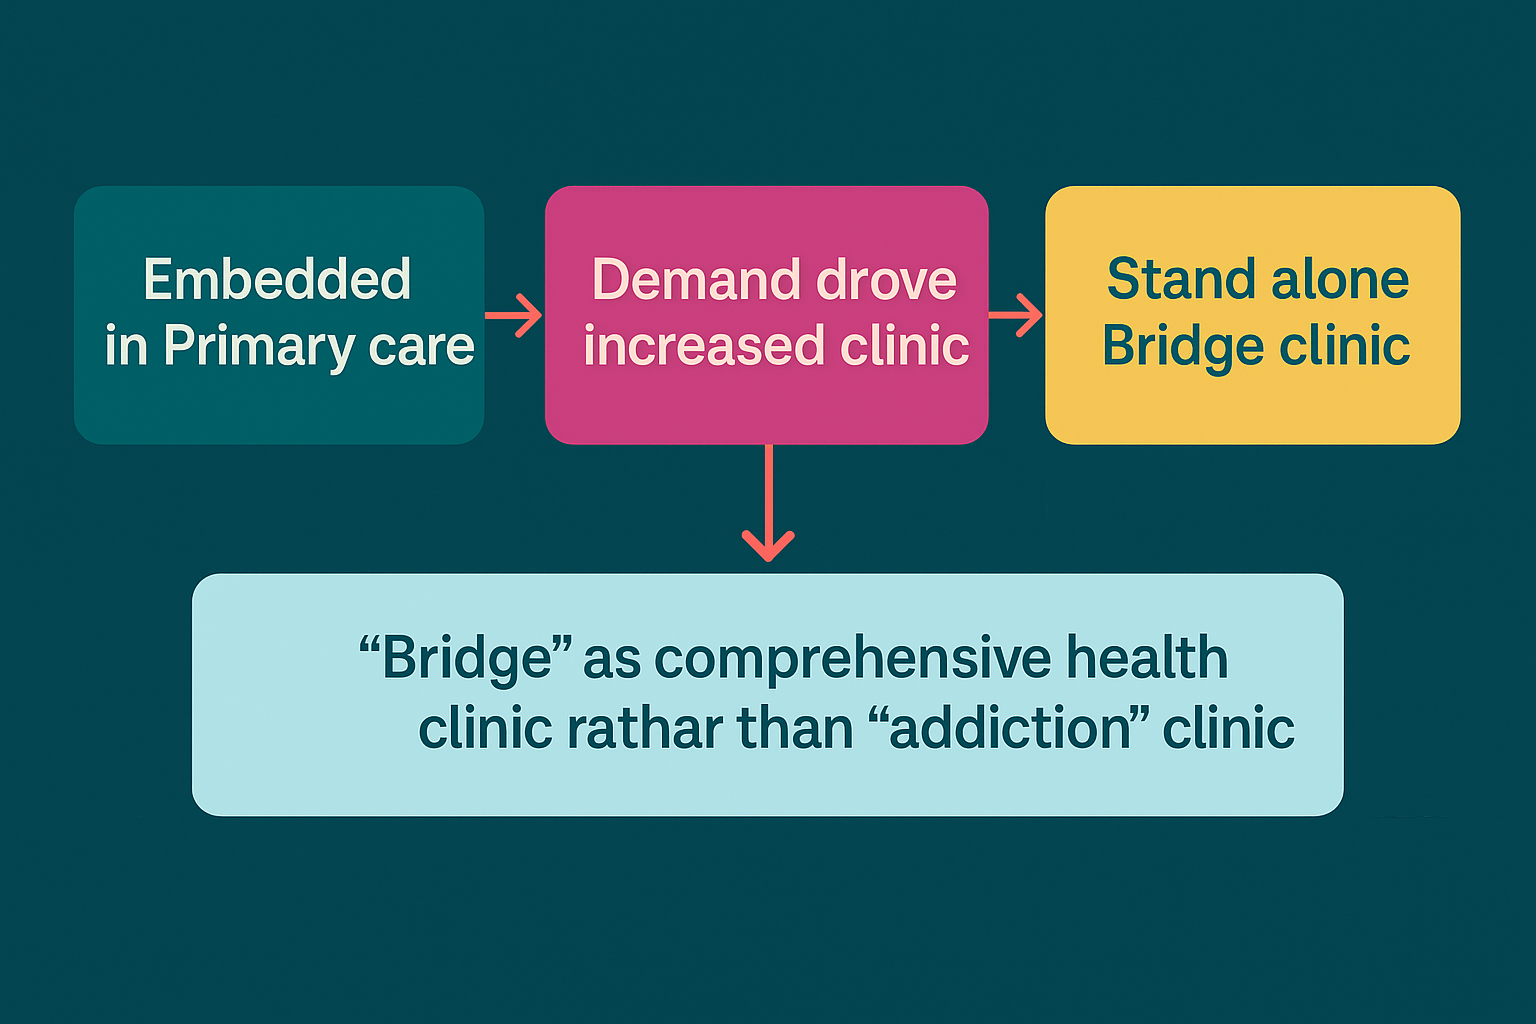 Embedded
in Primary care
Demand drove
increased clinic
Stand alone
Bridge clinic
“Bridge” as comprehensive health
clinic rathar than “addiction” clinic